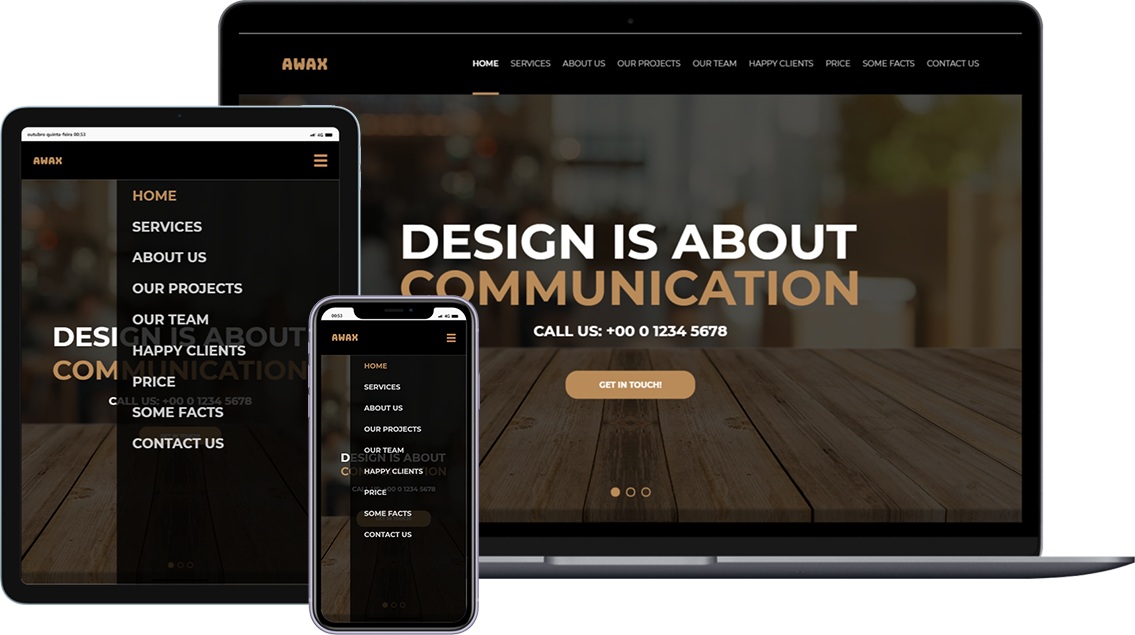 AWAX
HOME SERVICES ABOUT US OUR PROJECTS OUR TEAM HAPPY CLIENTS PRICE SOME FACTS CONTACT US
DESIGN IS ABOUT
COMMUNICATION
CALL US: +00 0 1234 5678
GET IN TOUCH!
outubro quinta-feira 00:53
4G
AWAX
HOME
SERVICES
ABOUT US
OUR PROJECTS
OUR TEAM
HAPPY CLIENTS
PRICE
SOME FACTS
CONTACT US
DESIGN IS ABOUT
COMMUNICATION
CALL US: +00 0 1234 5678
00:53
4G
AWAX
HOME
SERVICES
ABOUT US
OUR PROJECTS
OUR TEAM
HAPPY CLIENTS
PRICE
SOME FACTS
CONTACT US
DESIGN IS ABOUT
COMMUNICATION
CALL US: +00 0 1234 5678